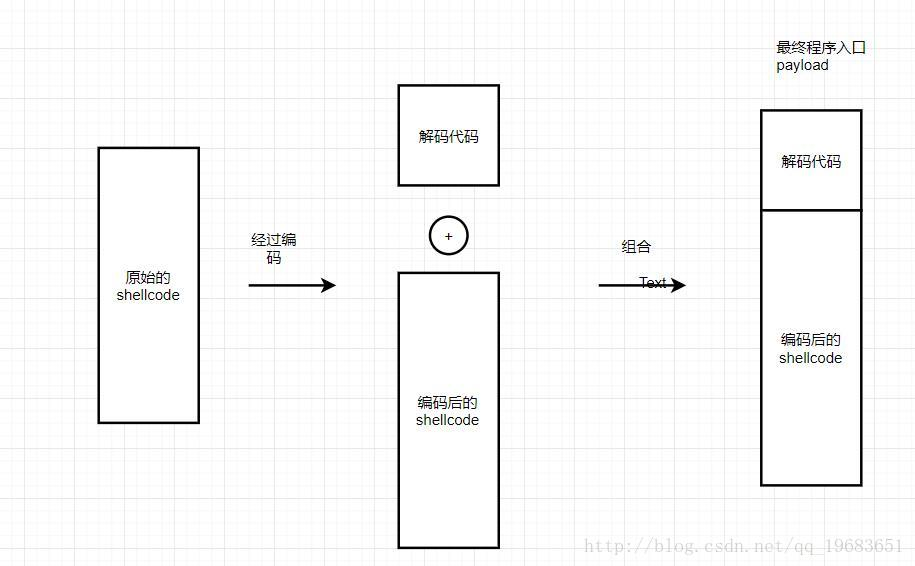 最终程序入口
payload
解码代码
解码代码
+
经过编
码
组合
Text
原始的
shellcode
编码后的
shellcode
编码后的
shellcode
http://blog.csdn.net/qq_19683651